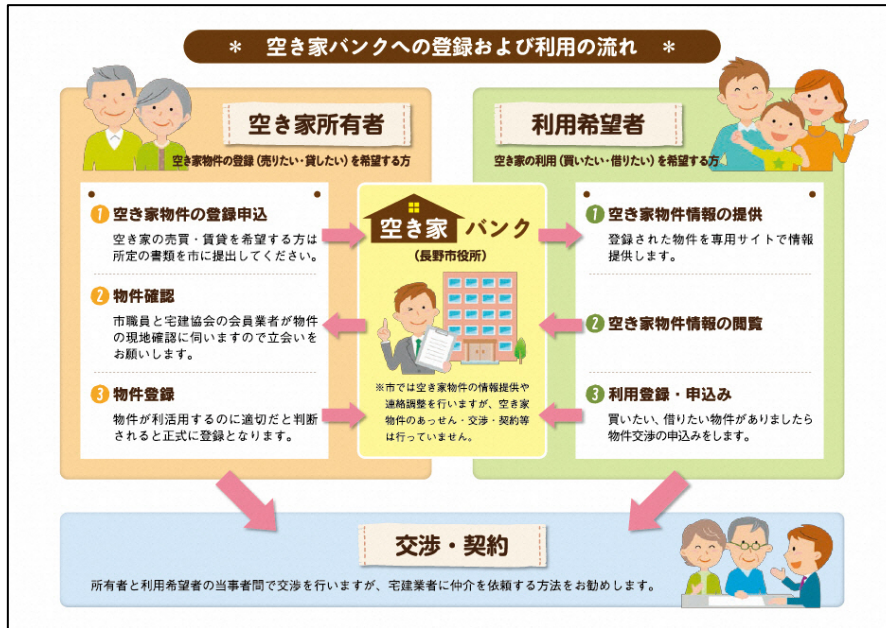 * 空き家バンクへの登録および利用の流れ *
空き家所有者
空き家物件の登録(売りたい・貸したい)を希望する方
❶ 空き家物件の登録申込
空き家の売買・賃貸を希望する方は
所定の書類を市に提出してください。
❷ 物件確認
市職員と宅建協会の会員業者が物件
の現地確認に伺いますので立会いを
お願いします。
❸ 物件登録
物件が利活用するのに適切だと判断
されると正式に登録となります。
空き家バンク
(長野市役所)
※市では空き家物件の情報提供や
連絡調整を行いますが、空き家
物件のあっせん・交渉・契約等
は行っていません。
利用希望者
空き家の利用(買いたい・借りたい)を希望する方
❶ 空き家物件情報の提供
登録された物件を専用サイトで情報
提供します。
❷ 空き家物件情報の閲覧
❸ 利用登録・申込み
買いたい、借りたい物件がありましたら
物件交渉の申込みをします。
交渉・契約
所有者と利用希望者の当事者間で交渉を行いますが、宅建業者に仲介を依頼する方法をお勧めします。